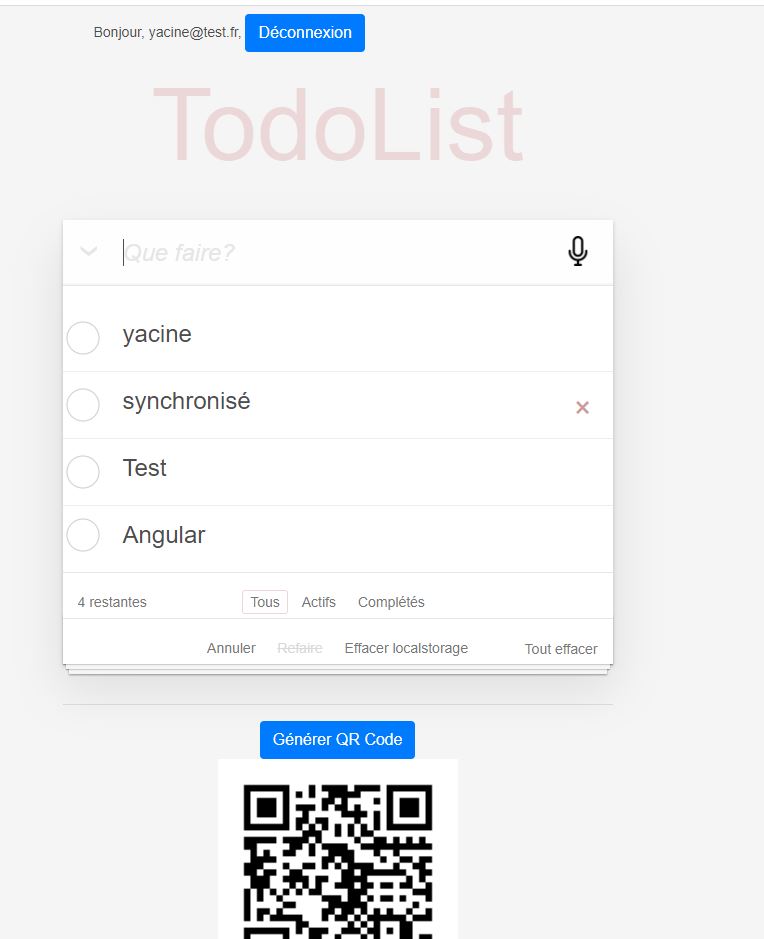 Bonjour, yacine@test.fr, Déconnexion
TodoList
Que faire?
yacine
synchronisé
Test
Angular
4 restantes Tous Actifs Complétés
Annuler Refaire Effacer localstorage Tout effacer
Générer QR Code